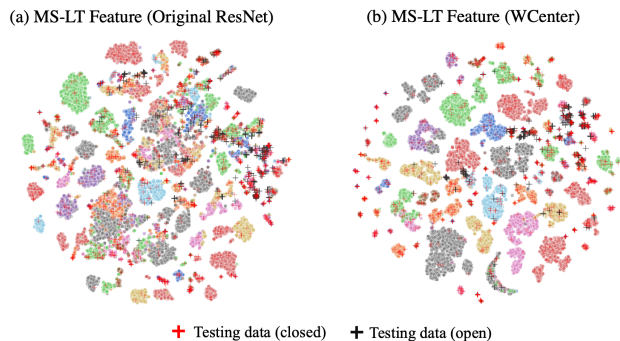 (a) MS-LT Feature (Original ResNet)
(b) MS-LT Feature (WCenter)
Testing data (closed)
Testing data (open)